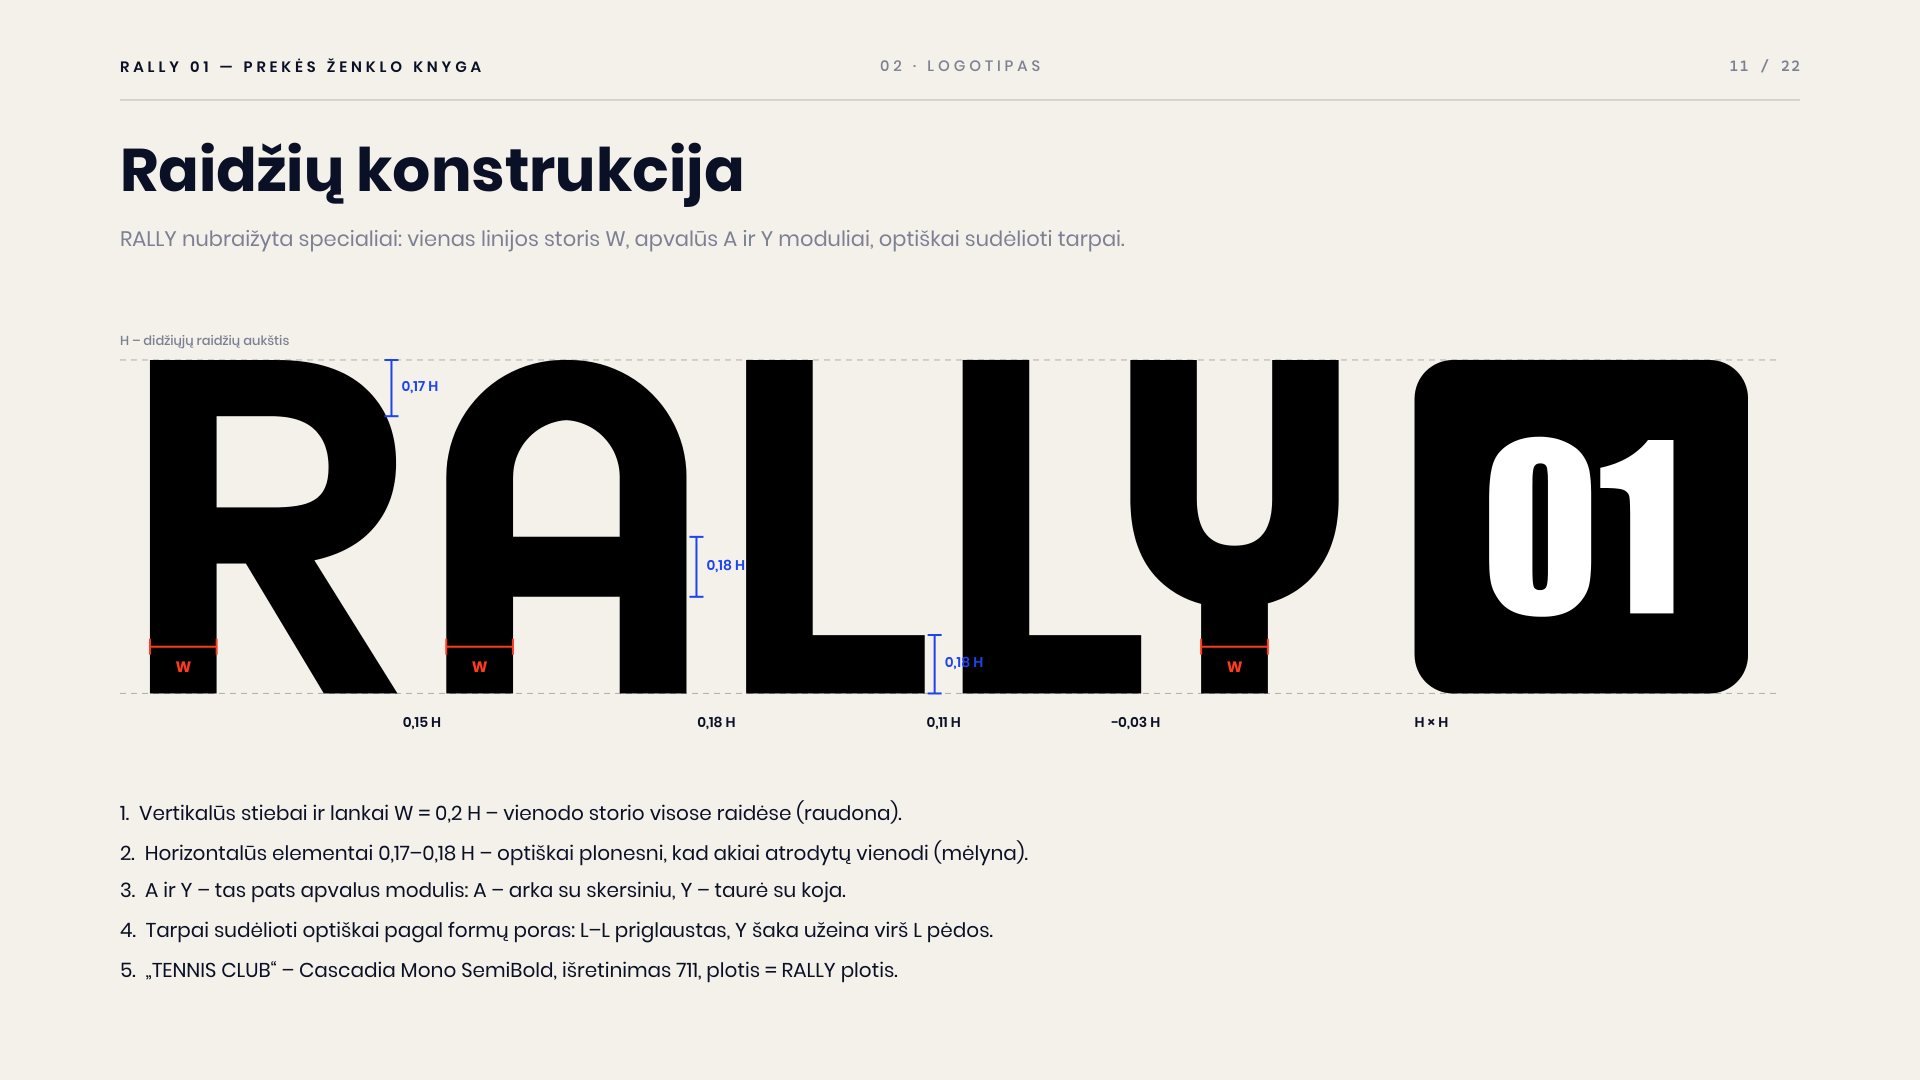 RALLY 01 — PREKĖS ŽENKLO KNYGA
02 · LOGOTIPAS
11 / 22
Raidžių konstrukcija
RALLY nubraižyta specialiai: vienas linijos storis W, apvalūs A ir Y moduliai, optiškai sudėlioti tarpai.
H – didžiųjų raidžių aukštis
RALLY 01
0,17 H
0,18 H
0,18 H
W
W
W
0,15 H
0,18 H
0,11 H
−0,03 H
H × H
1. Vertikalūs stiebai ir lankai W = 0,2 H – vienodo storio visose raidėse (raudona).
2. Horizontalūs elementai 0,17–0,18 H – optiškai plonesni, kad akiai atrodytų vienodi (mėlyna).
3. A ir Y – tas pats apvalus modulis: A – arka su skersiniu, Y – taurė su koja.
4. Tarpai sudėlioti optiškai pagal formų poras: L–L priglaustas, Y šaka užeina virš L pėdos.
5. „TENNIS CLUB“ – Cascadia Mono SemiBold, išretinimas 711, plotis = RALLY plotis.